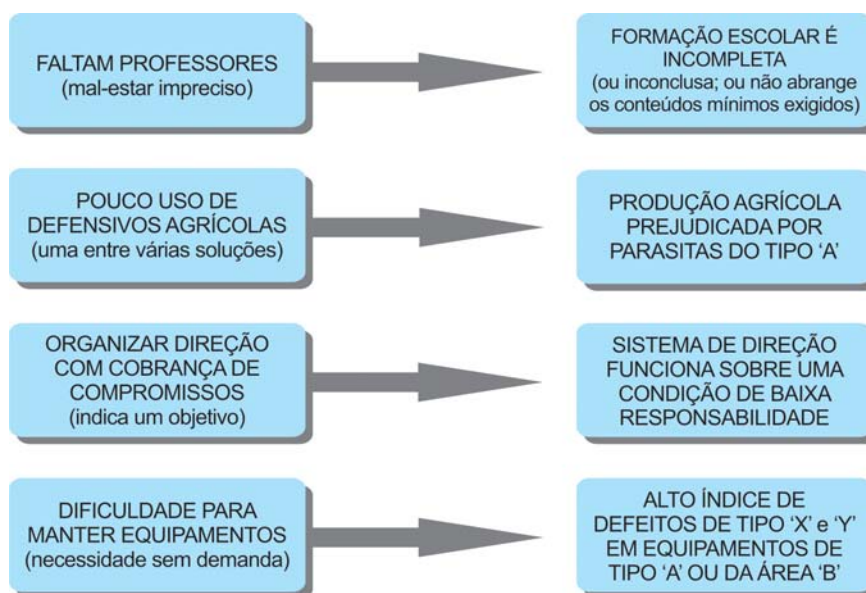 FALTAM PROFESSORES
(mal-estar impreciso)
FORMAÇÃO ESCOLAR É
INCOMPLETA
(ou inconclusa; ou não abrange
os conteúdos mínimos exigidos)
POUCO USO DE
DEFENSIVOS AGRÍCOLAS
(uma entre várias soluções)
PRODUÇÃO AGRÍCOLA
PREJUDICADA POR
PARASITAS DO TIPO ‘A’
ORGANIZAR DIREÇÃO
COM COBRANÇA DE
COMPROMISSOS
(indica um objetivo)
SISTEMA DE DIREÇÃO
FUNCIONA SOBRE UMA
CONDIÇÃO DE BAIXA
RESPONSABILIDADE
DIFICULDADE PARA
MANTER EQUIPAMENTOS
(necessidade sem demanda)
ALTO ÍNDICE DE
DEFEITOS DE TIPO ‘X’ e ‘Y’
EM EQUIPAMENTOS DE
TIPO ‘A’ OU DA ÁREA ‘B’